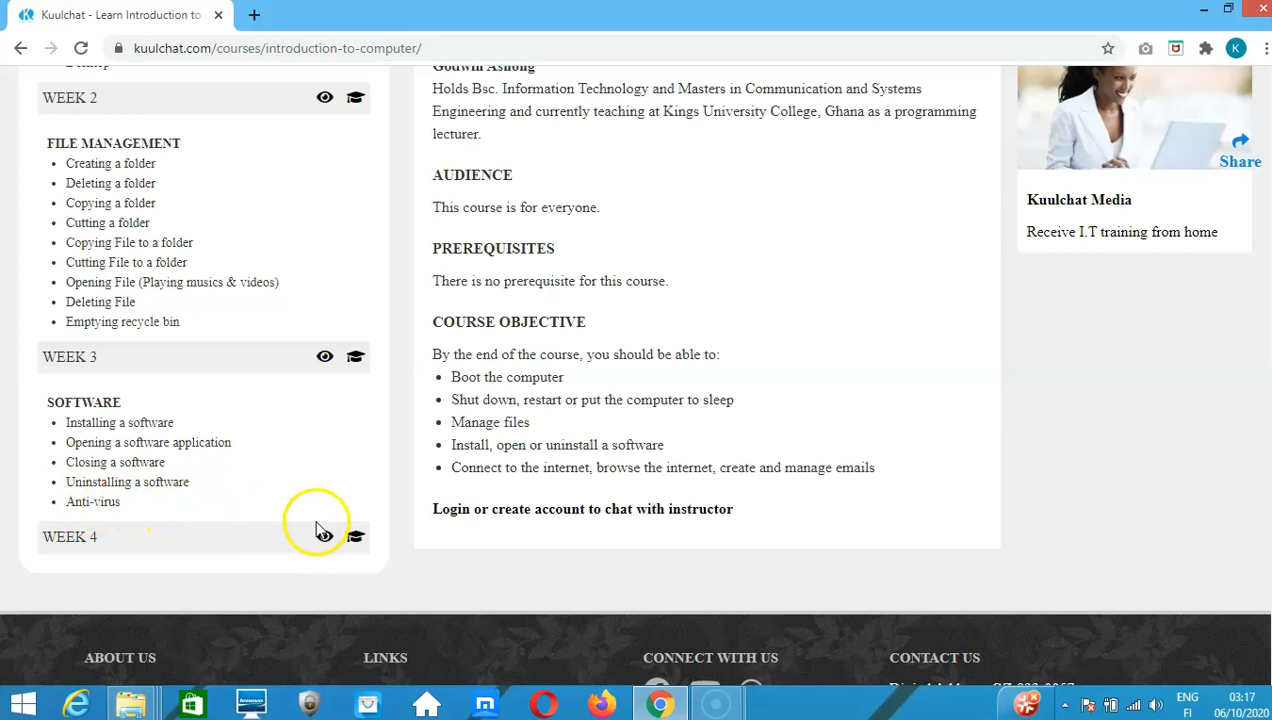 Kuulchat - Learn Introduction to
kuulchat.com/courses/introduction-to-computer/
K
WEEK 2
FILE MANAGEMENT
Creating a folder
Deleting a folder
Copying a folder
Cutting a folder
Copying File to a folder
Cutting File to a folder
Opening File (Playing musics & videos)
Deleting File
Emptying recycle bin
WEEK 3
SOFTWARE
Installing a software
Opening a software application
Closing a software
Uninstalling a software
Anti-virus
WEEK 4
Godwin Ashong
Holds Bsc. Information Technology and Masters in Communication and Systems
Engineering and currently teaching at Kings University College, Ghana as a programming
lecturer.
AUDIENCE
This course is for everyone.
PREREQUISITES
There is no prerequisite for this course.
COURSE OBJECTIVE
By the end of the course, you should be able to:
Boot the computer
Shut down, restart or put the computer to sleep
Manage files
Install, open or uninstall a software
Connect to the internet, browse the internet, create and manage emails
Login or create account to chat with instructor
Share
Kuulchat Media
Receive I.T training from home
ABOUT US
LINKS
CONNECT WITH US
CONTACT US
ENG
FI
03:17
06/10/2020